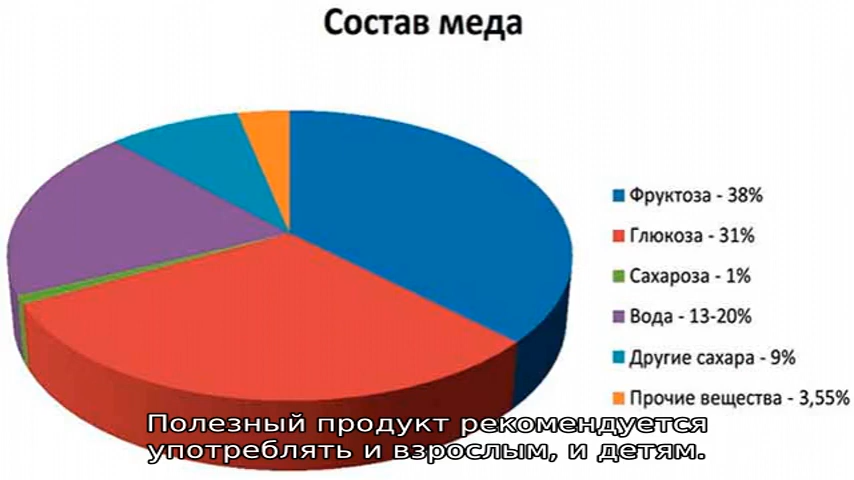 Состав меда
Фруктоза - 38%
Глюкоза - 31%
Сахароза - 1%
Вода - 13-20%
Другие сахара - 9%
Прочие вещества - 3,55%
Полезный продукт рекомендуется
употреблять и взрослым, и детям.